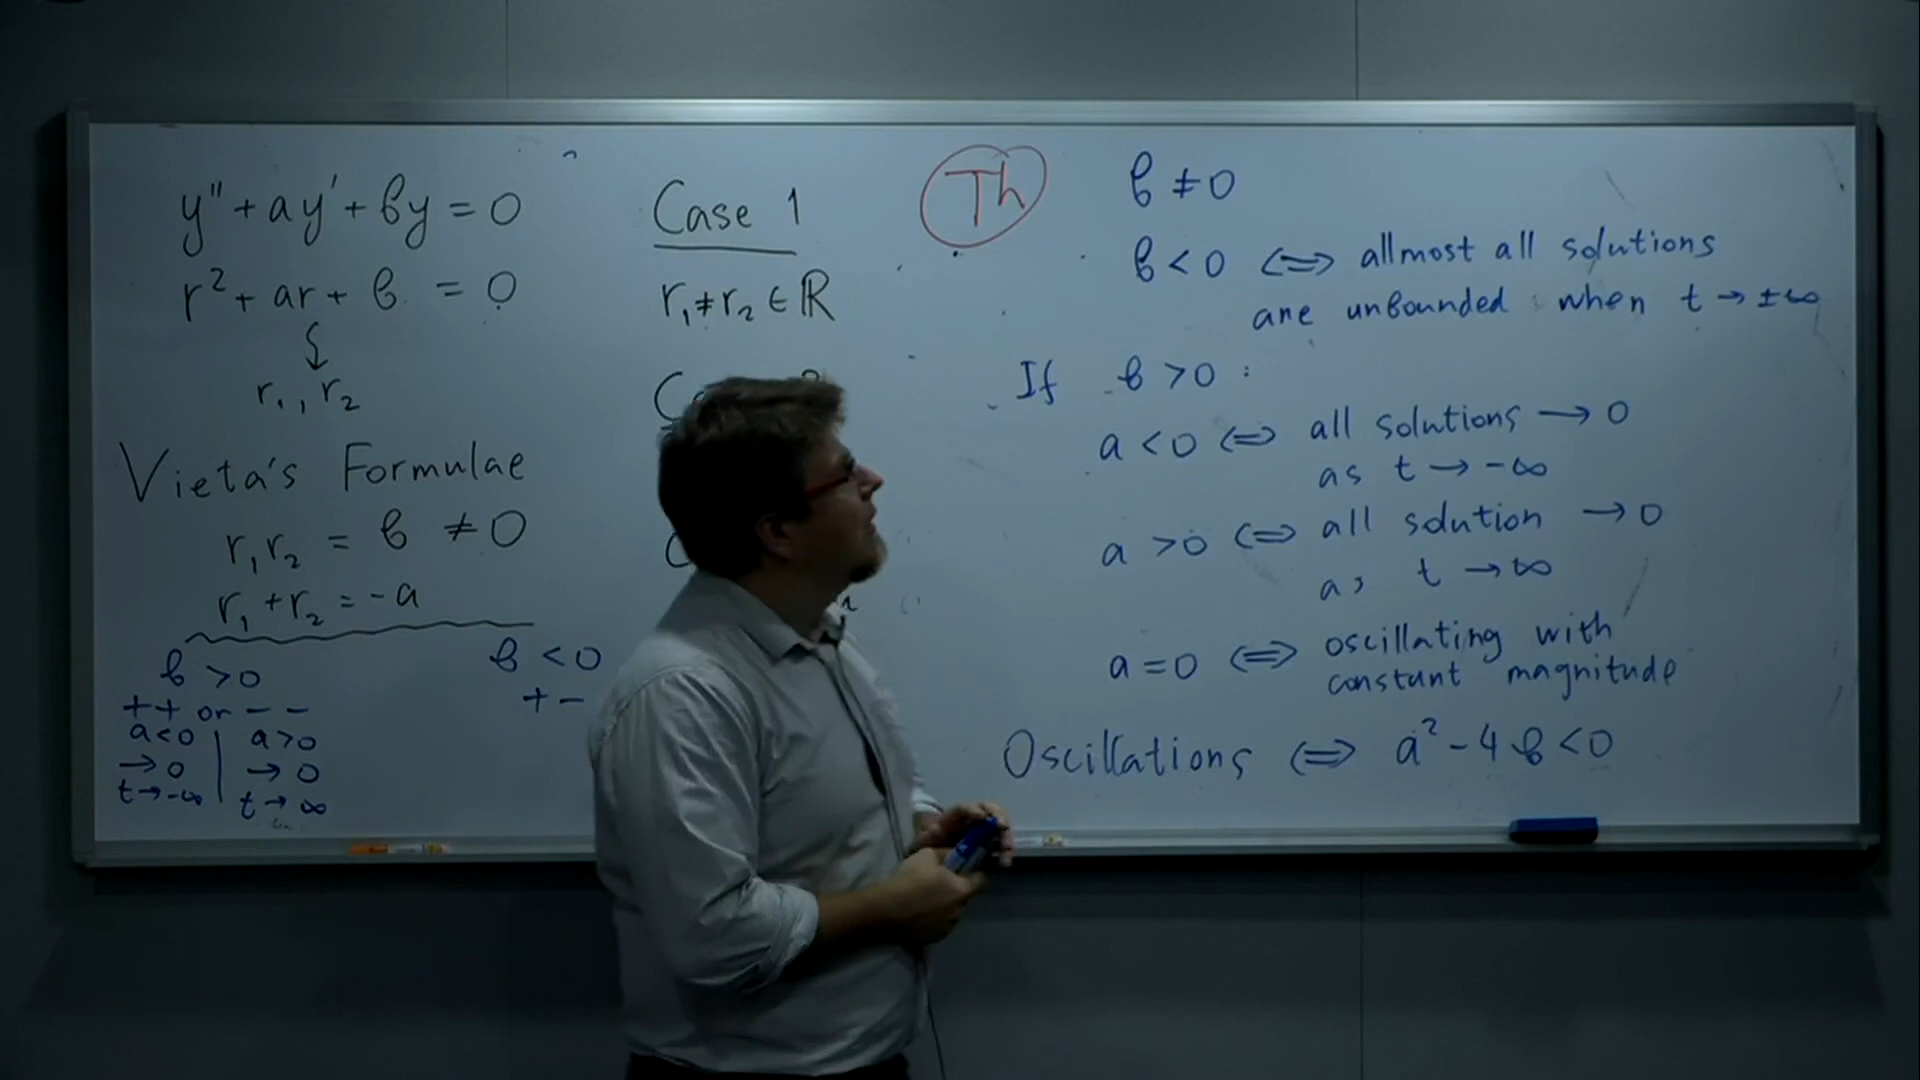 y'' + ay' + by = 0
r² + ar + b = 0
r₁, r₂
Vieta's Formulae
r₁r₂ = b ≠ 0
r₁ + r₂ = -a
b > 0
+ + or - -
a<0 | a>0
→ 0 | → 0
t → -∞ | t → ∞
b < 0
+ -
Case 1
r₁ ≠ r₂ ∈ ℝ
Th
b ≠ 0
b < 0 ⟺ allmost all solutions
are unbounded when t → ±∞
If b > 0 :
a < 0 ⟺ all solutions → 0
as t → -∞
a > 0 ⟺ all solution → 0
as t → ∞
a = 0 ⟺ oscillating with
constant magnitude
Oscillations ⟺ a² - 4b < 0